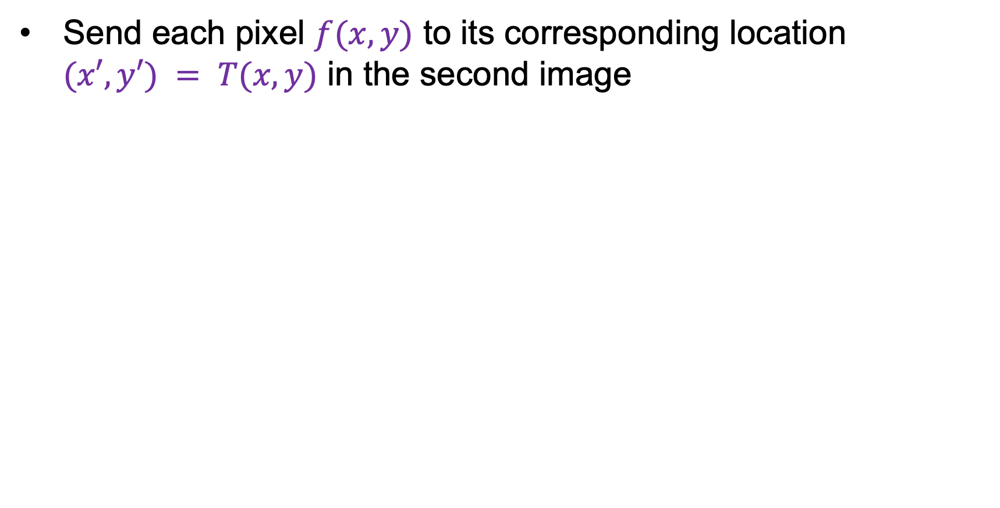 • Send each pixel f(x, y) to its corresponding location
(x′, y′) = T(x, y) in the second image